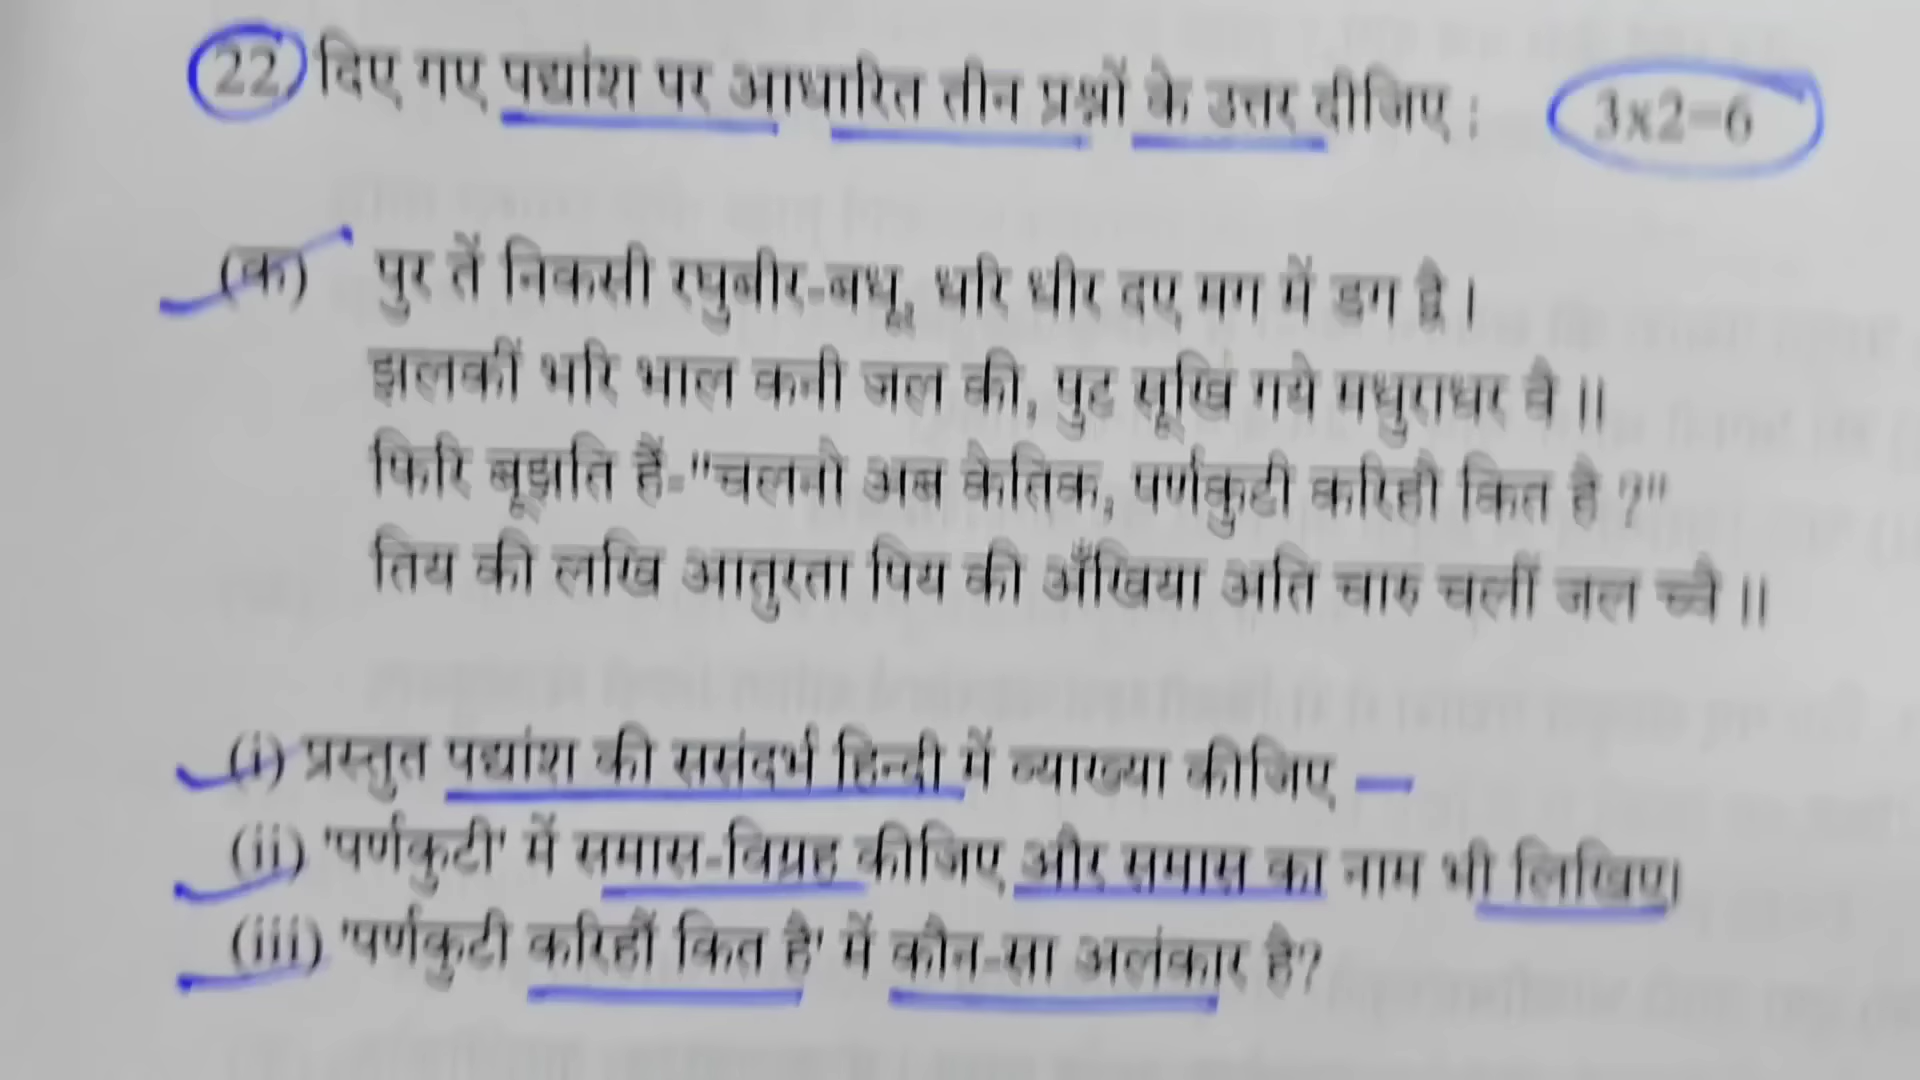 22) दिए गए पद्यांश पर आधारित तीन प्रश्नों के उत्तर दीजिए : 3x2=6
(क) पुर तें निकसी रघुबीर-बधू, धरि धीर दए मग में डग द्वै।
झलकीं भरि भाल कनी जल की, पुट सूखि गये मधुराधर वै॥
फिरि बूझति हैं-"चलनो अब केतिक, पर्णकुटी करिहौ कित है ?"
तिय की लखि आतुरता पिय की अँखिया अति चारु चलीं जल च्वै॥
(i) प्रस्तुत पद्यांश की ससंदर्भ हिन्दी में व्याख्या कीजिए
(ii) 'पर्णकुटी' में समास-विग्रह कीजिए और समास का नाम भी लिखिए।
(iii) 'पर्णकुटी करिहौं कित है' में कौन-सा अलंकार है?